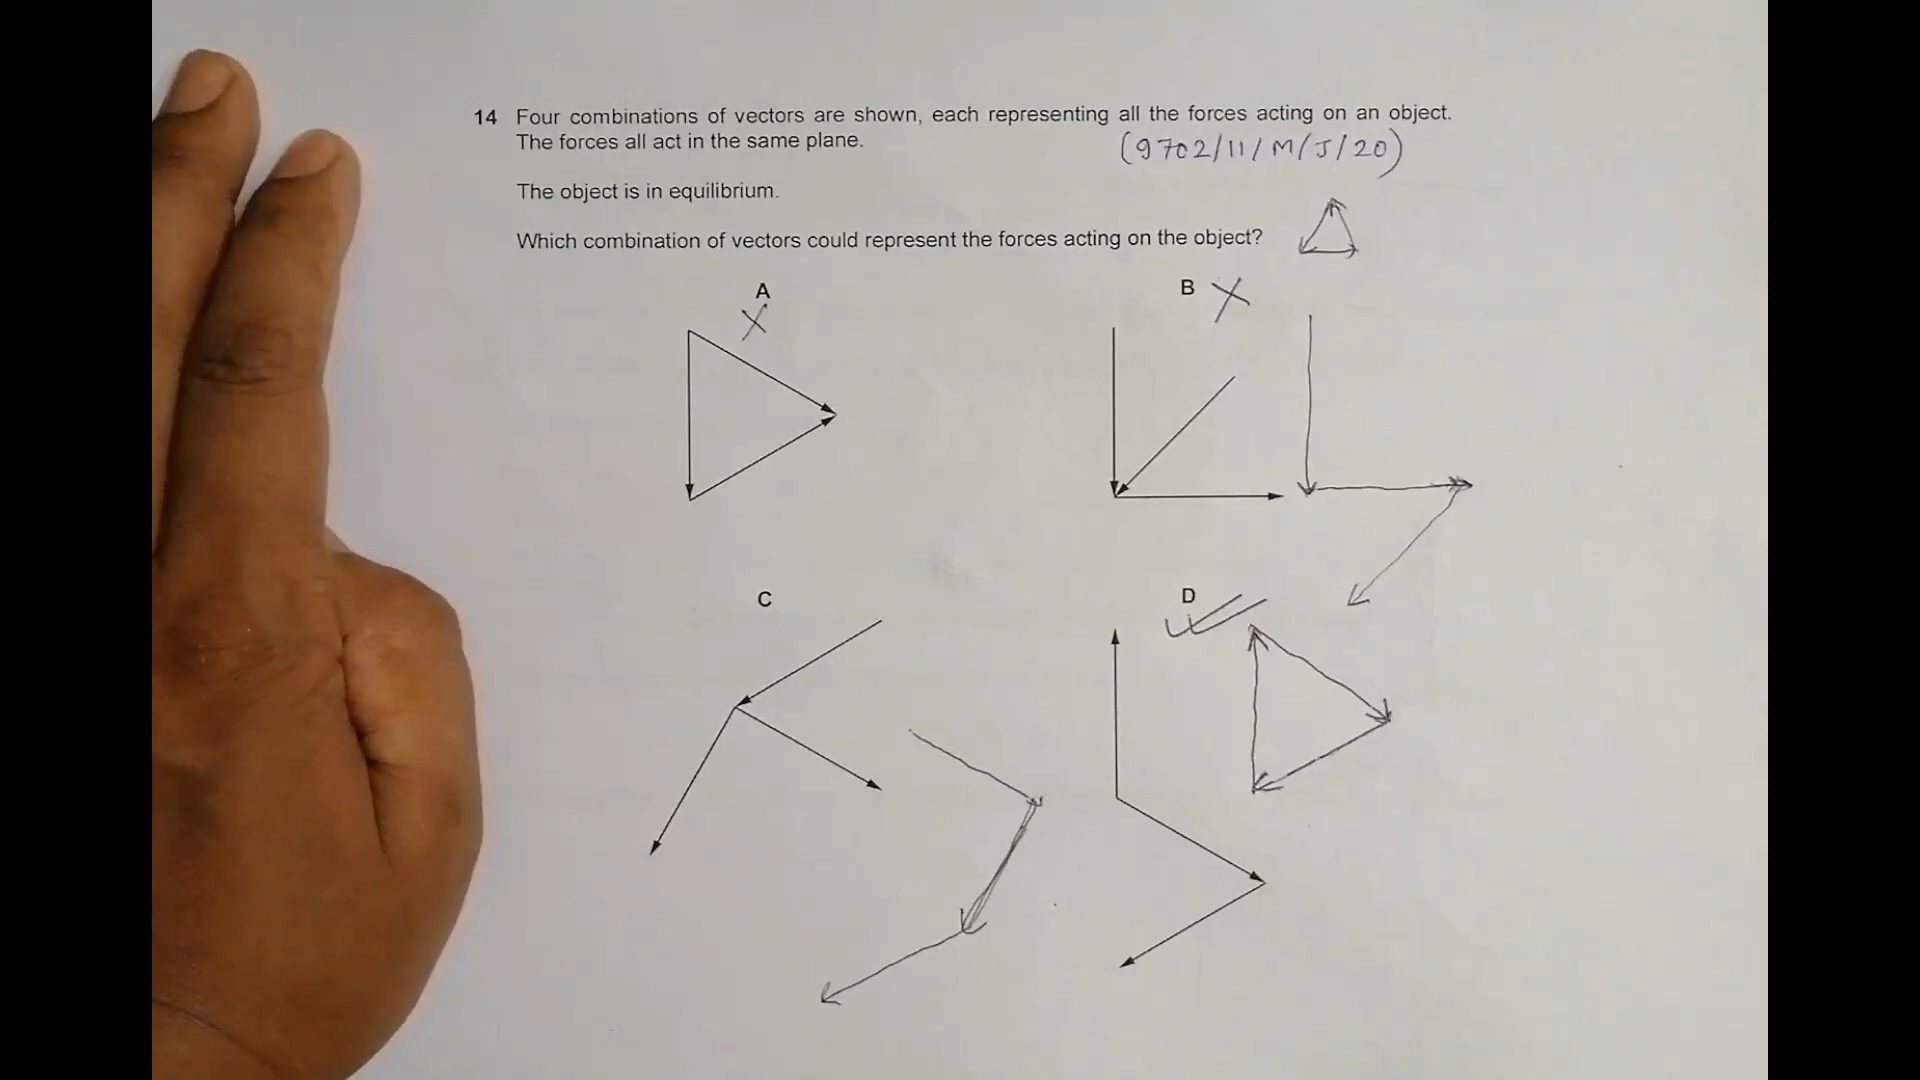 14 Four combinations of vectors are shown, each representing all the forces acting on an object.
The forces all act in the same plane.
(9702/11/M/J/20)
The object is in equilibrium.
Which combination of vectors could represent the forces acting on the object?
A
B
C
D